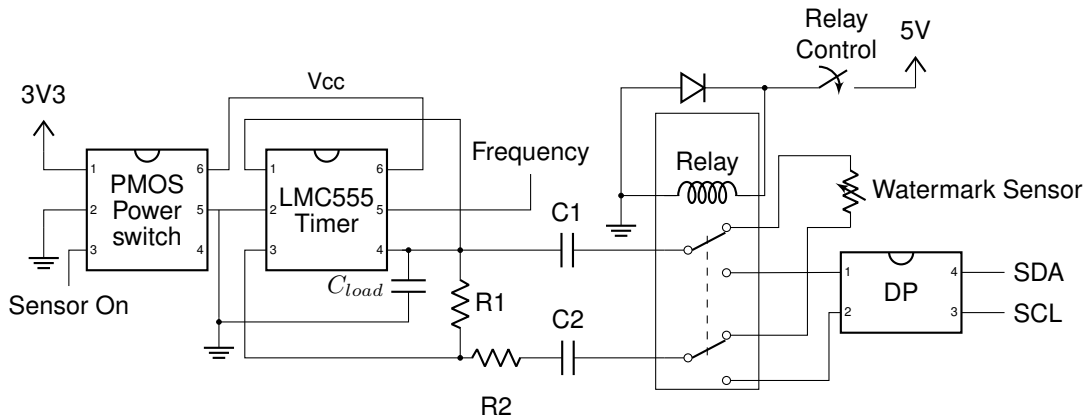 Relay
Control
5V
Vcc
3V3
1
2
3
6
5
4
PMOS
Power
switch
Sensor On
1
2
3
6
5
4
LMC555
Timer
Frequency
C_{load}
R1
R2
C1
C2
Relay
Watermark Sensor
1
2
4
3
DP
SDA
SCL